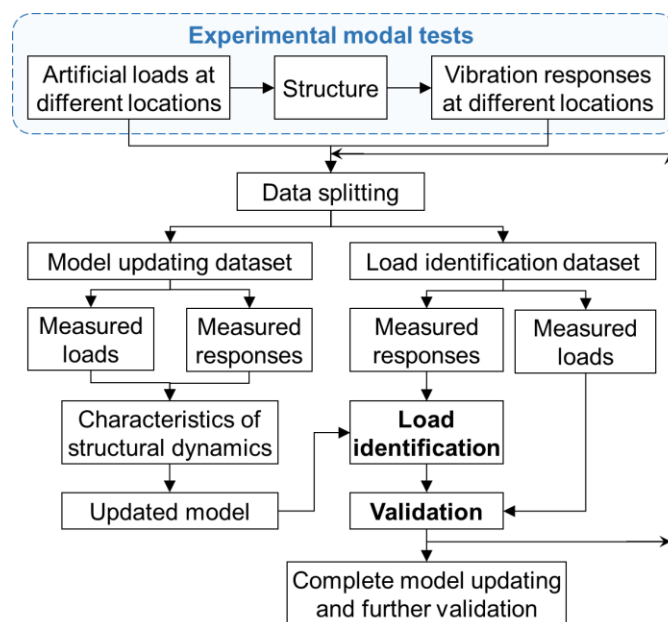 Experimental modal tests
Artificial loads at
different locations
Structure
Vibration responses
at different locations
Data splitting
Model updating dataset
Load identification dataset
Measured
loads
Measured
responses
Measured
responses
Measured
loads
Characteristics of
structural dynamics
Load
identification
Updated model
Validation
Complete model updating
and further validation